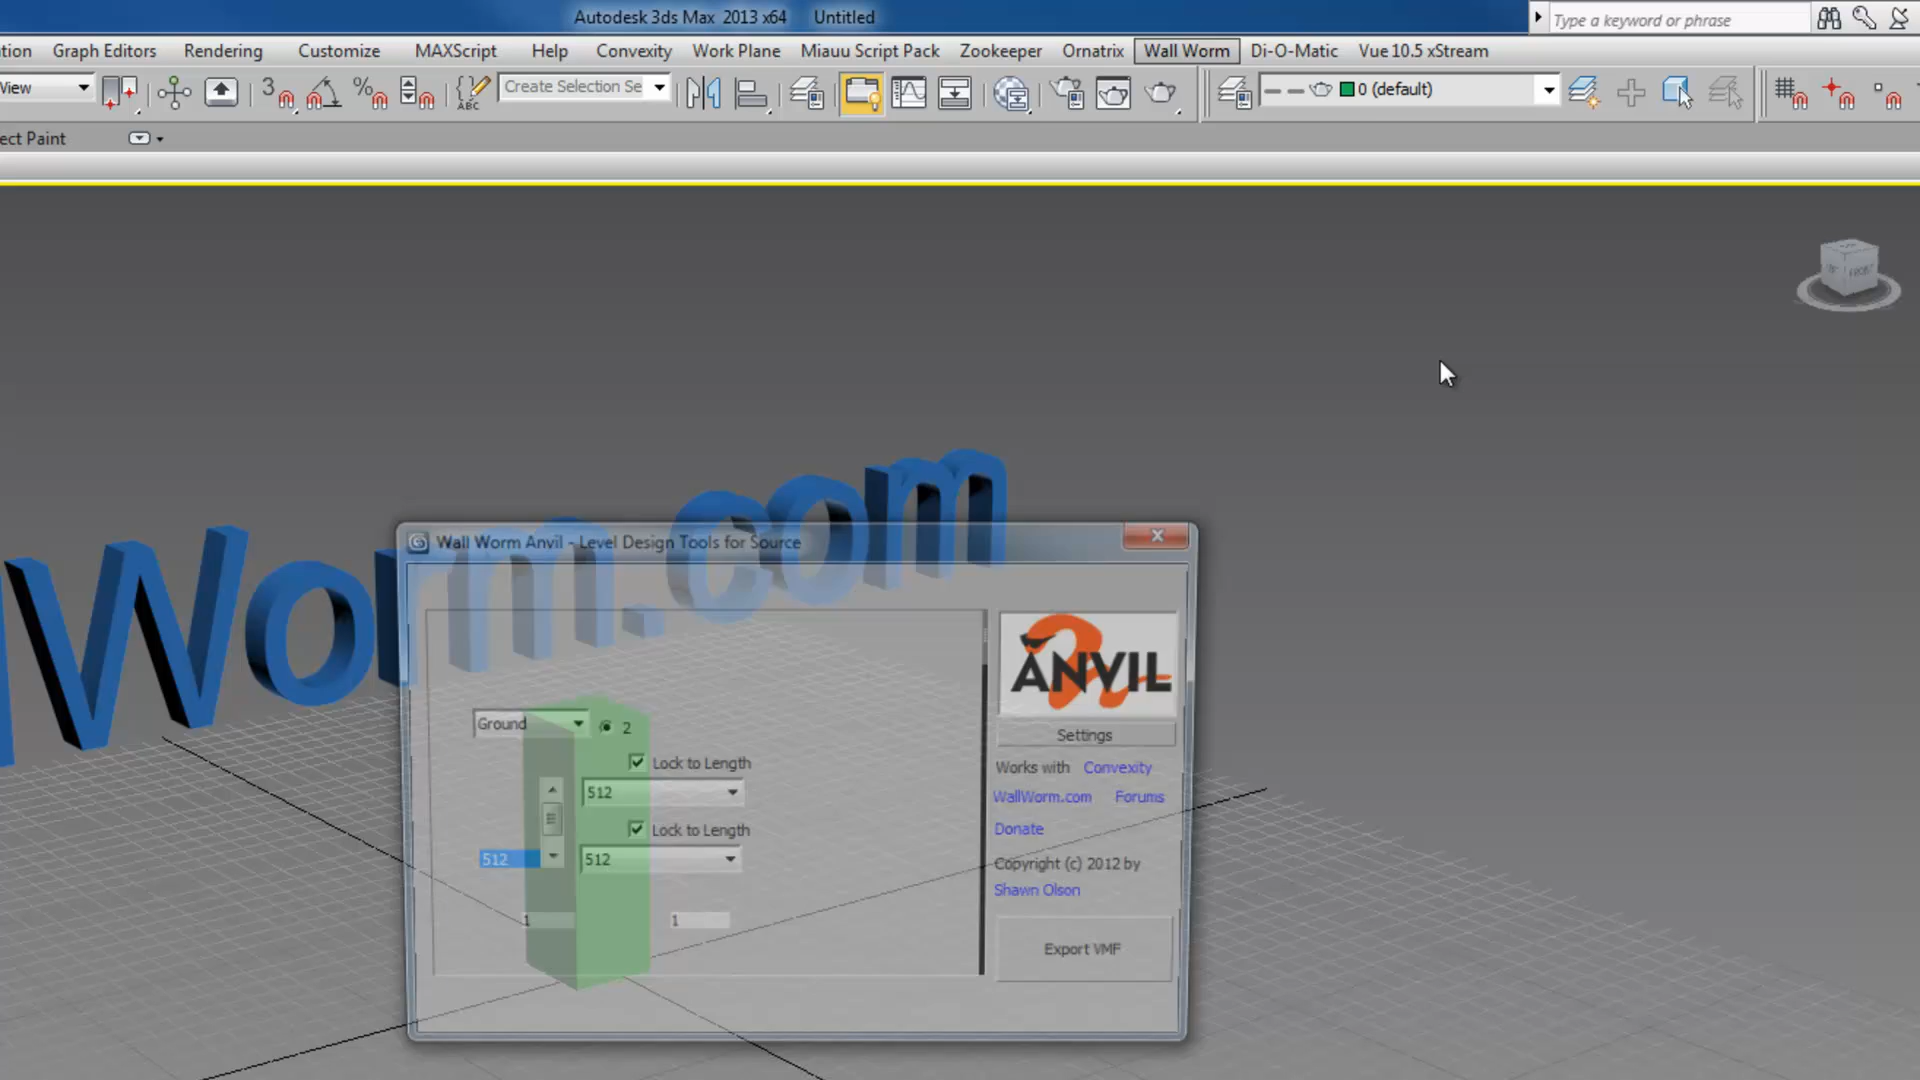 Autodesk 3ds Max 2013 x64 Untitled
Type a keyword or phrase
tion Graph Editors Rendering Customize MAXScript Help Convexity Work Plane Miauu Script Pack Zookeeper Ornatrix Wall Worm Di-O-Matic Vue 10.5 xStream
View 3 % ABC Create Selection Se 0 (default)
ect Paint
FRONT
Worm.com
Wall Worm Anvil - Level Design Tools for Source
ANVIL
Ground 2
Settings
Lock to Length
Works with Convexity
512
WallWorm.com Forums
Lock to Length
Donate
512 512
Copyright (c) 2012 by
Shawn Olson
1 1
Export VMF